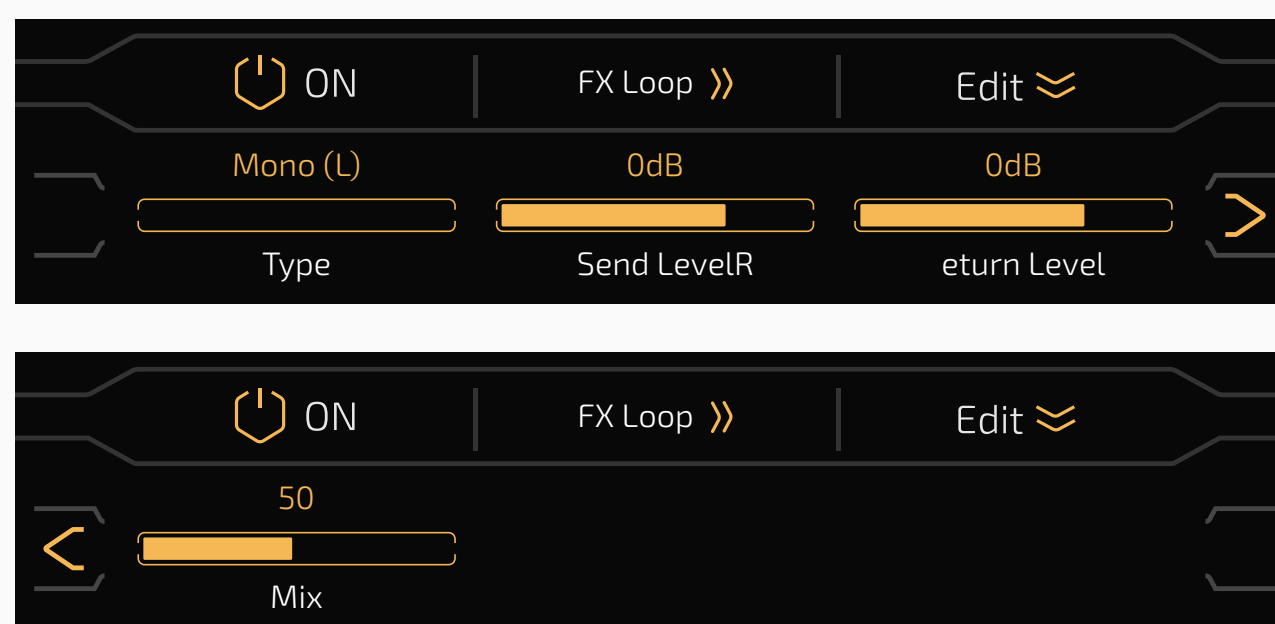 ON FX Loop Edit
Mono (L) 0dB 0dB
Type Send LevelR eturn Level
ON FX Loop Edit
50
Mix